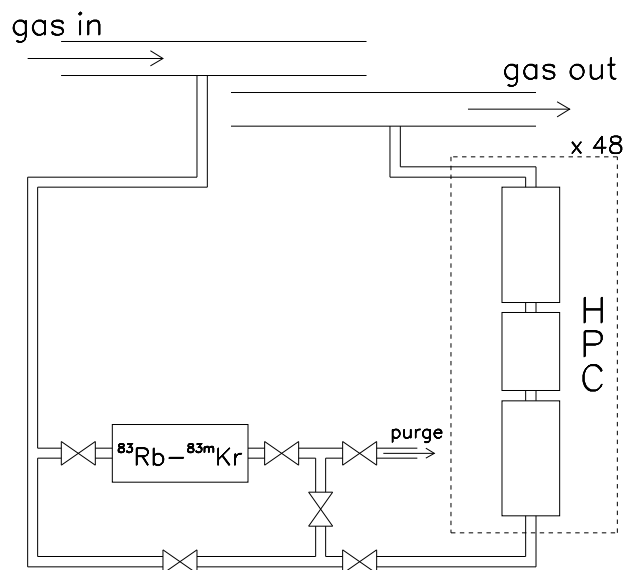 gas in
gas out
x 48
HPC
purge
⁸³Rb–⁸³ᵐKr